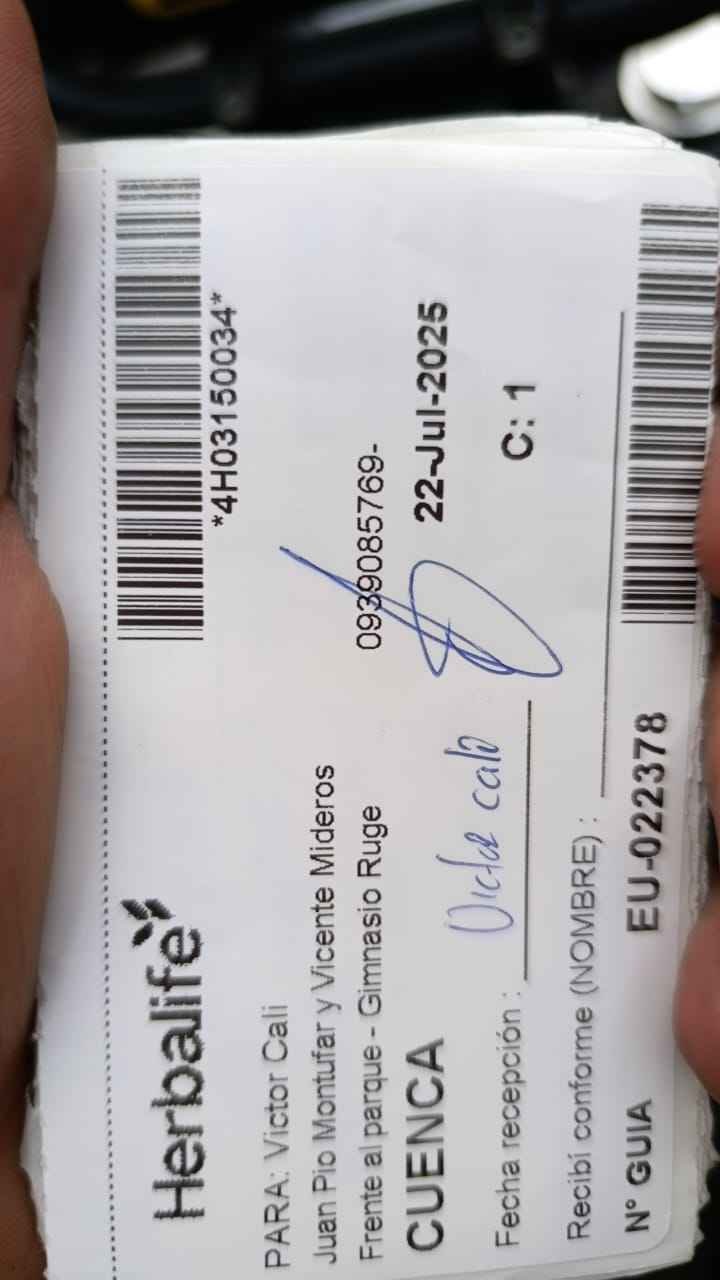 Herbalife
*4H03150034*
PARA: Victor Cali
Juan Pio Montufar y Vicente Mideros
Frente al parque - Gimnasio Ruge
0939085769-
CUENCA
22-Jul-2025
Victor cali
Fecha recepción :
C: 1
Recibí conforme (NOMBRE) :
N° GUIA EU-022378